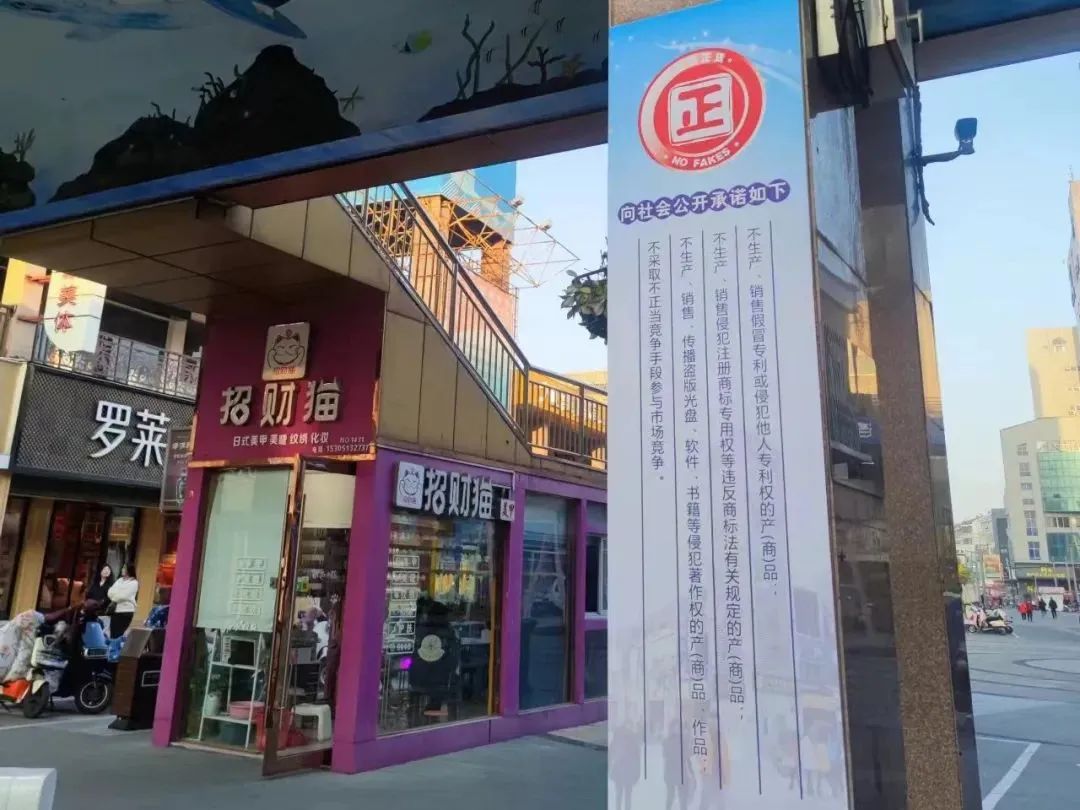 美体
罗莱
招财猫
日式美甲 美睫 纹绣 化妆
NO:1431
招财猫
美甲
正
NO FAKES
向社会公开承诺如下
不生产、销售假冒专利或侵犯他人专利权的产(商)品；
不生产、销售侵犯注册商标专用权等违反商标法有关规定的产(商)品；
不生产、销售、传播盗版光盘、软件、书籍等侵犯著作权的产(商)品、作品；
不采取不正当竞争手段参与市场竞争。